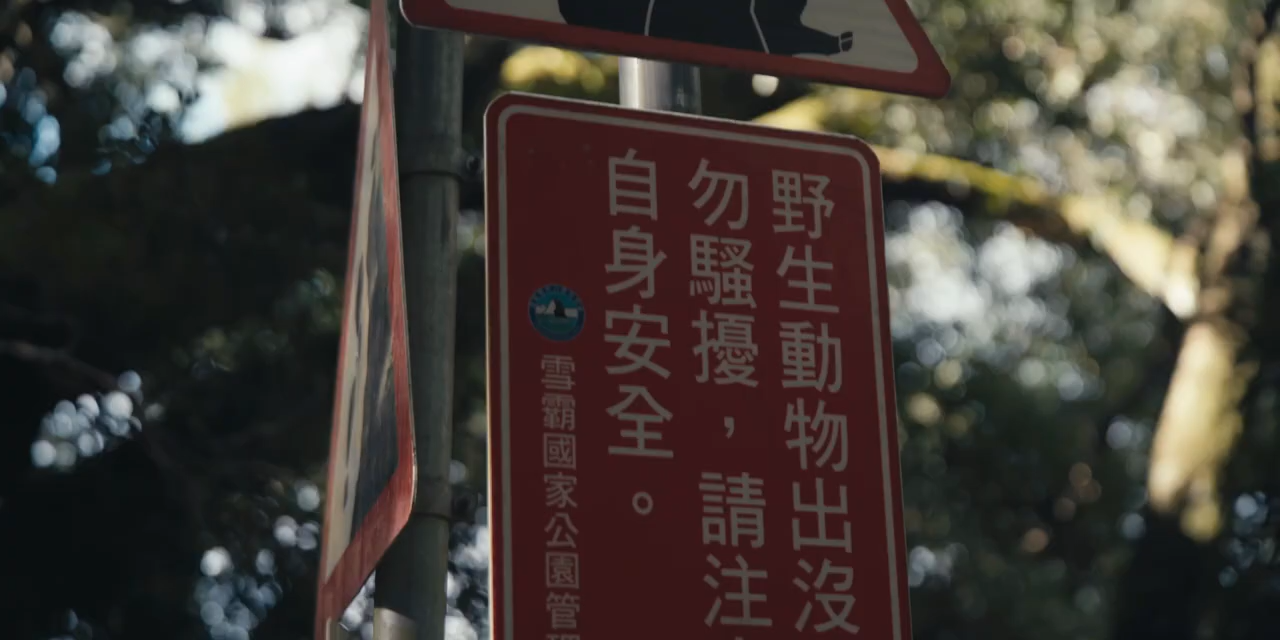 野生動物出沒
勿騷擾，請注
自身安全。
雪霸國家公園管